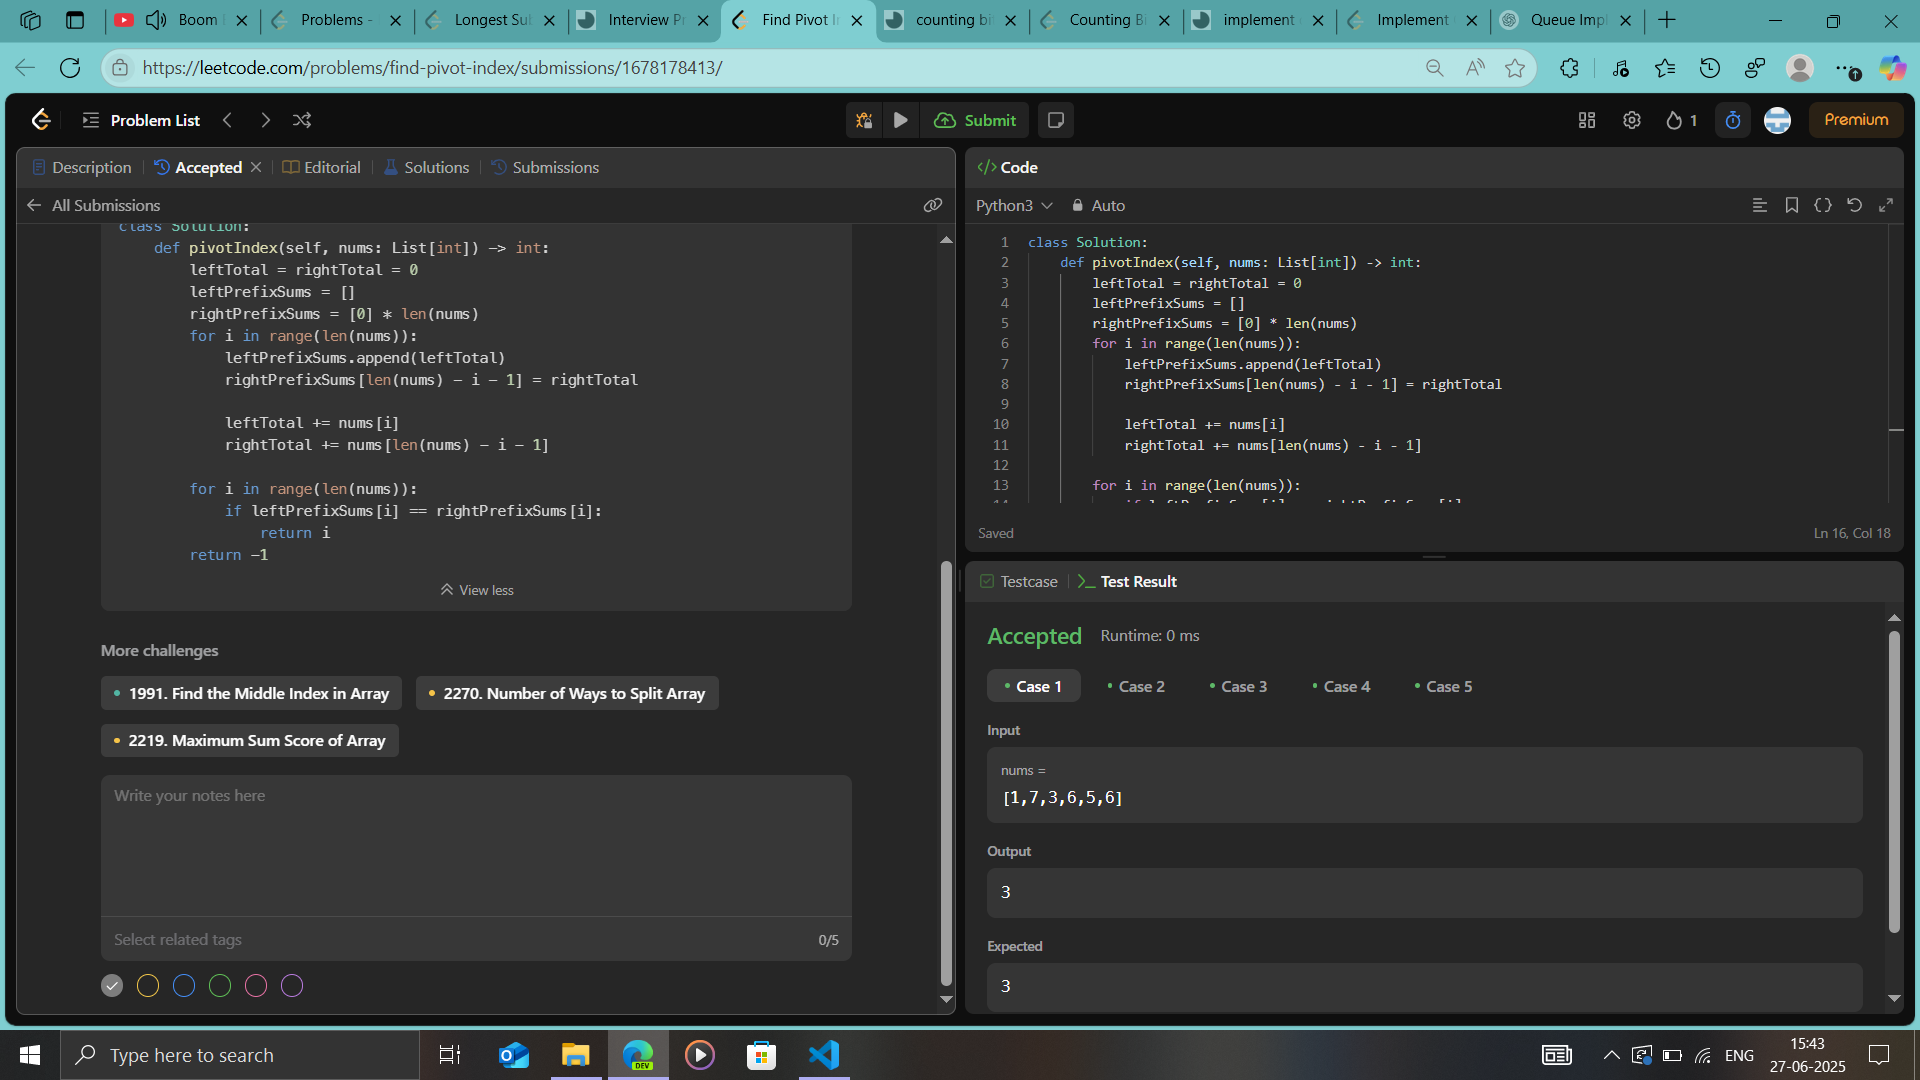 Boom
Problems -
Longest Su
Interview Pr
Find Pivot I
counting bi
Counting B
implement
Implement
Queue Impl
https://leetcode.com/problems/find-pivot-index/submissions/1678178413/
Problem List
Submit
1
Premium
Description
Accepted
Editorial
Solutions
Submissions
All Submissions
class Solution:
def pivotIndex(self, nums: List[int]) -> int:
leftTotal = rightTotal = 0
leftPrefixSums = []
rightPrefixSums = [0] * len(nums)
for i in range(len(nums)):
leftPrefixSums.append(leftTotal)
rightPrefixSums[len(nums) - i - 1] = rightTotal
leftTotal += nums[i]
rightTotal += nums[len(nums) - i - 1]
for i in range(len(nums)):
if leftPrefixSums[i] == rightPrefixSums[i]:
return i
return -1
View less
More challenges
1991. Find the Middle Index in Array
2270. Number of Ways to Split Array
2219. Maximum Sum Score of Array
Write your notes here
Select related tags
0/5
</> Code
Python3
Auto
1 class Solution:
2 def pivotIndex(self, nums: List[int]) -> int:
3 leftTotal = rightTotal = 0
4 leftPrefixSums = []
5 rightPrefixSums = [0] * len(nums)
6 for i in range(len(nums)):
7 leftPrefixSums.append(leftTotal)
8 rightPrefixSums[len(nums) - i - 1] = rightTotal
9
10 leftTotal += nums[i]
11 rightTotal += nums[len(nums) - i - 1]
12
13 for i in range(len(nums)):
Saved
Ln 16, Col 18
Testcase
Test Result
Accepted
Runtime: 0 ms
Case 1
Case 2
Case 3
Case 4
Case 5
Input
nums =
[1,7,3,6,5,6]
Output
3
Expected
3
Type here to search
DEV
ENG
15:43
27-06-2025